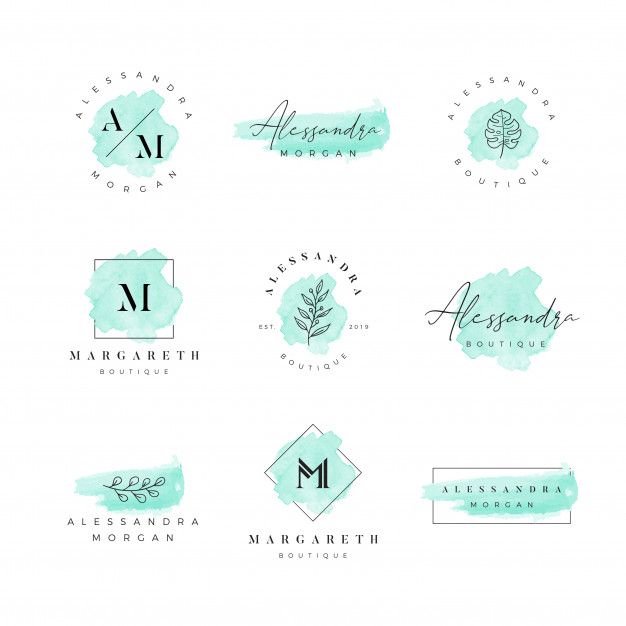 ALESSANDRA
A
M
MORGAN
Alessandra
MORGAN
ALESSANDRA
BOUTIQUE
M
MARGARETH
BOUTIQUE
ALESSANDRA
EST. 2019
BOUTIQUE
Alessandra
BOUTIQUE
ALESSANDRA
MORGAN
M
MARGARETH
BOUTIQUE
ALESSANDRA
MORGAN